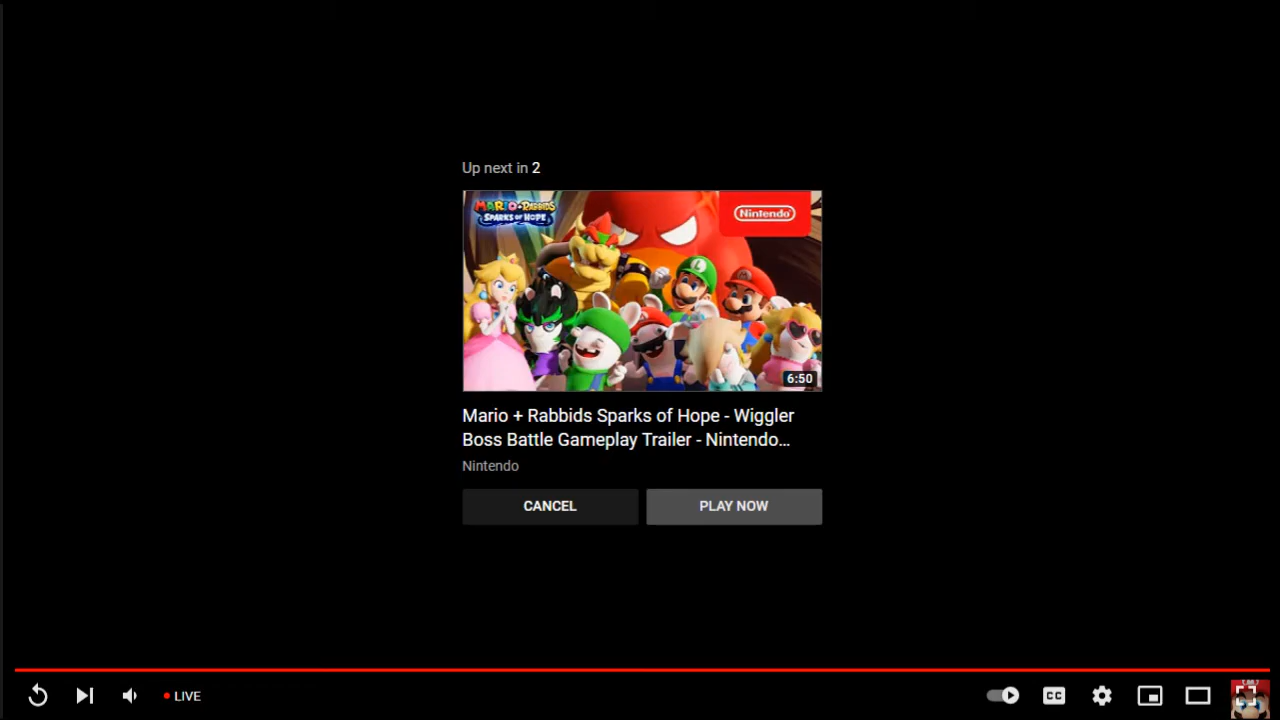 Up next in 2
MARIO + RABBIDS
SPARKS OF HOPE
Nintendo
6:50
Mario + Rabbids Sparks of Hope - Wiggler
Boss Battle Gameplay Trailer - Nintendo...
Nintendo
CANCEL
PLAY NOW
LIVE
CC